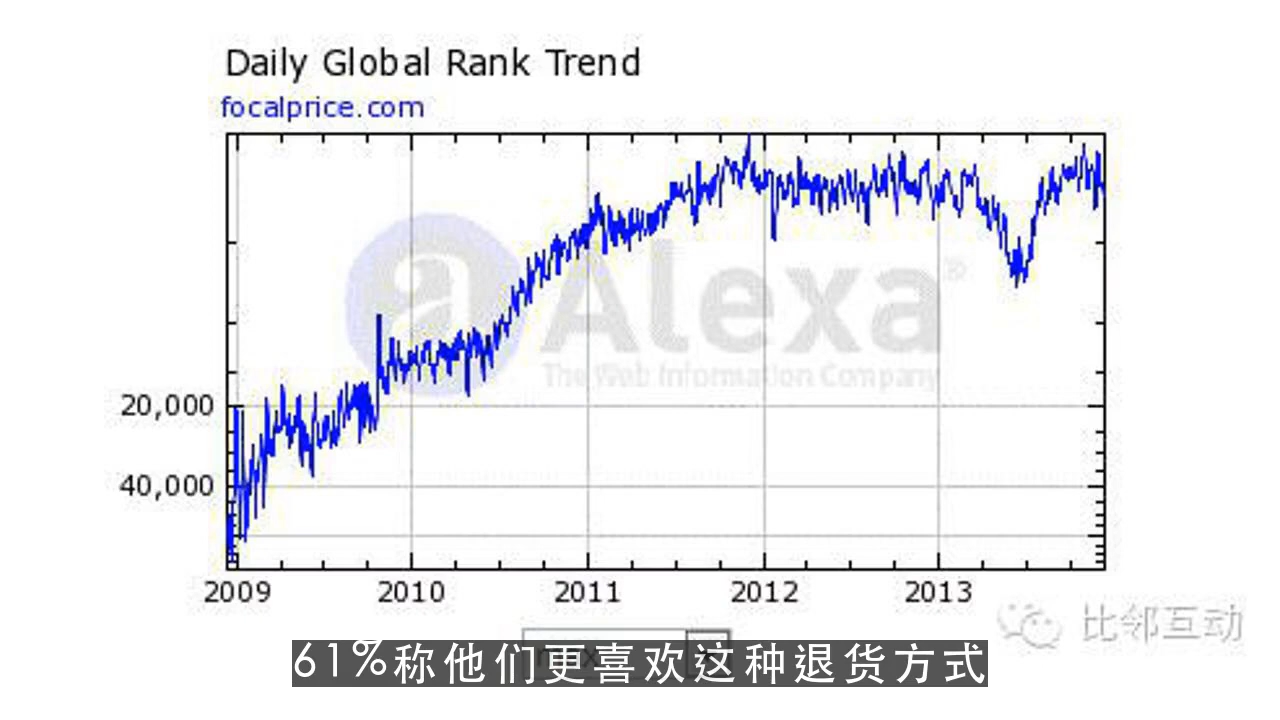 Daily Global Rank Trend
focalprice.com
Alexa®
The Web Information Company
20,000
40,000
2009 2010 2011 2012 2013
比邻互动
61%称他们更喜欢这种退货方式